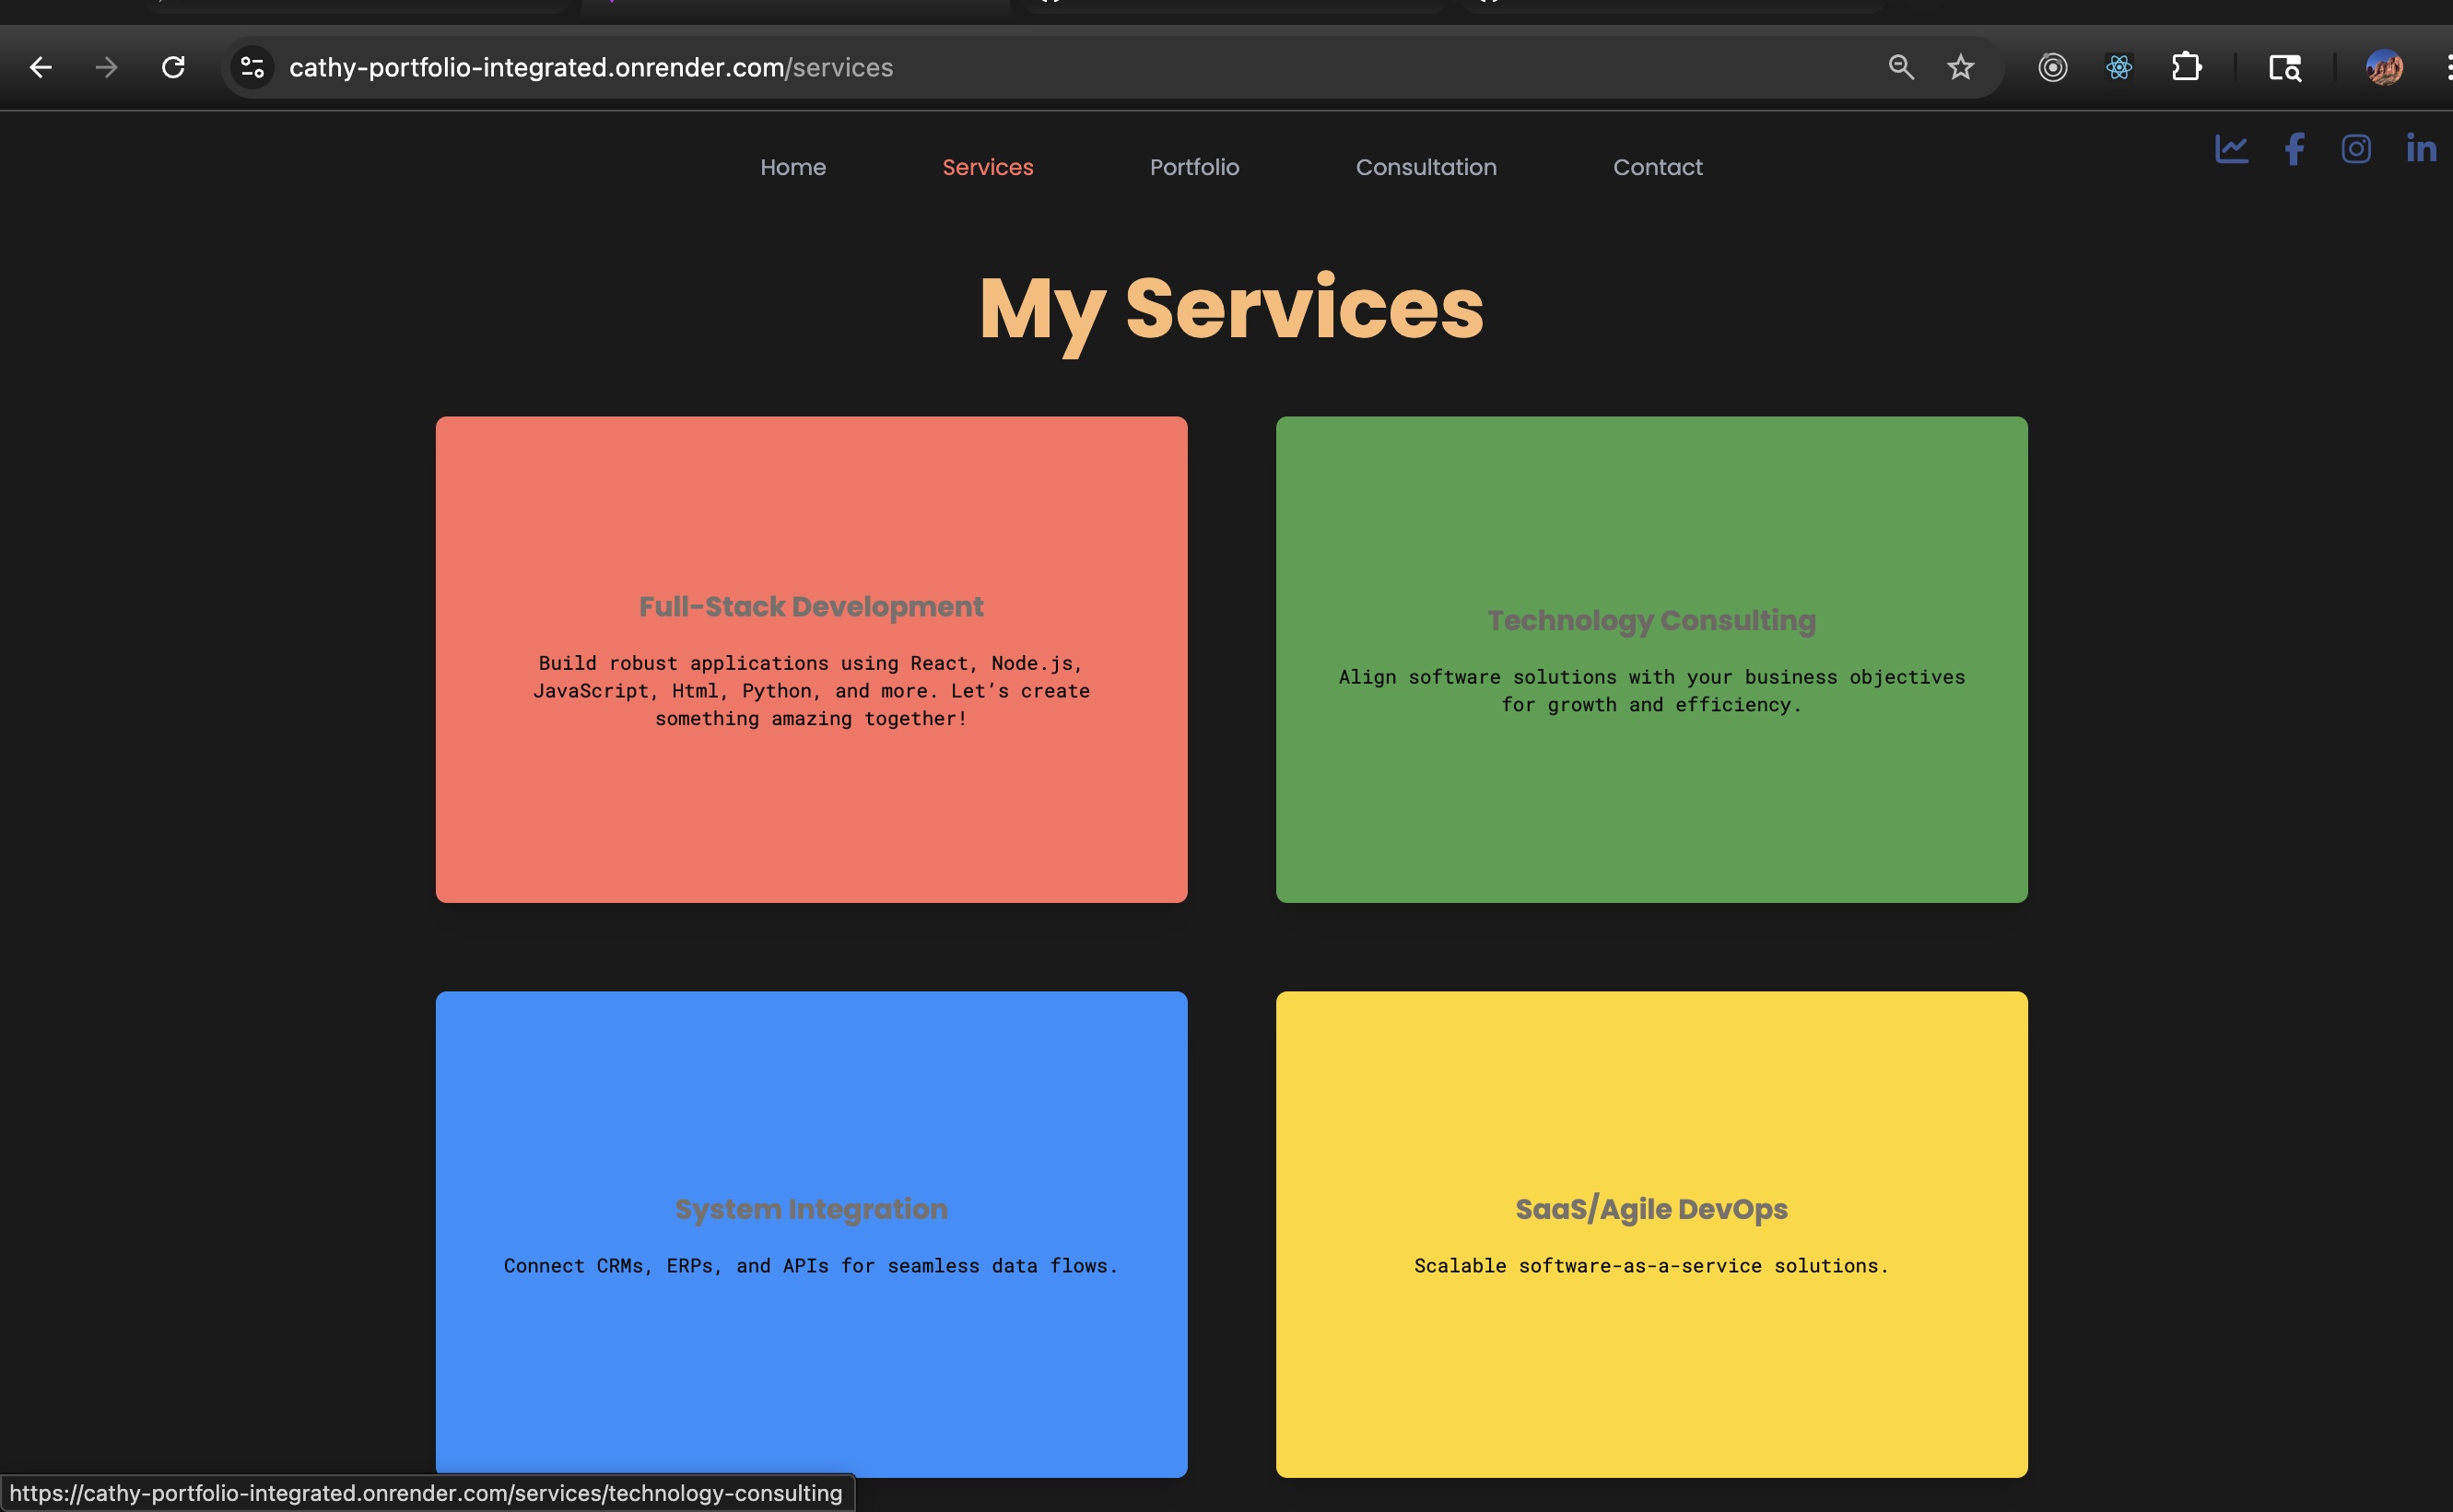 cathy-portfolio-integrated.onrender.com/services
Home Services Portfolio Consultation Contact
My Services
Full-Stack Development
Build robust applications using React, Node.js,
JavaScript, Html, Python, and more. Let’s create
something amazing together!
Technology Consulting
Align software solutions with your business objectives
for growth and efficiency.
System Integration
Connect CRMs, ERPs, and APIs for seamless data flows.
SaaS/Agile DevOps
Scalable software-as-a-service solutions.
https://cathy-portfolio-integrated.onrender.com/services/technology-consulting